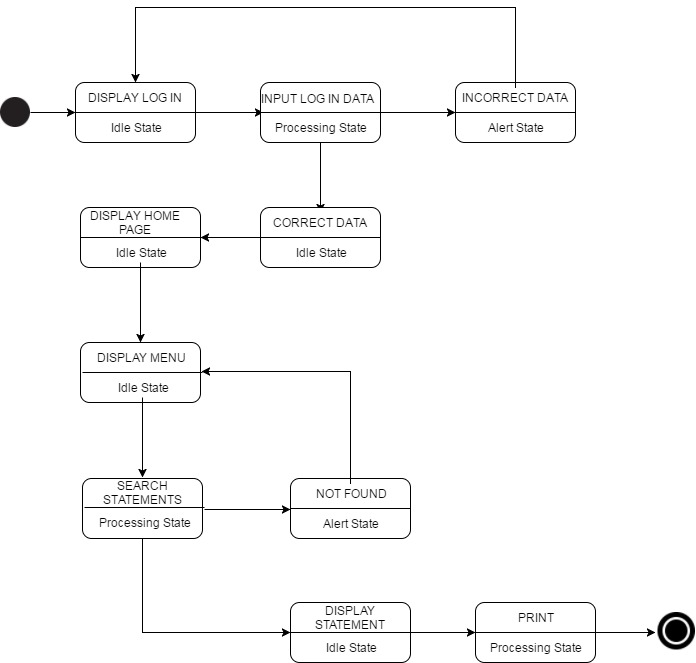 DISPLAY LOG IN
Idle State
INPUT LOG IN DATA
Processing State
INCORRECT DATA
Alert State
DISPLAY HOME
PAGE
Idle State
CORRECT DATA
Idle State
DISPLAY MENU
Idle State
SEARCH
STATEMENTS
Processing State
NOT FOUND
Alert State
DISPLAY
STATEMENT
Idle State
PRINT
Processing State